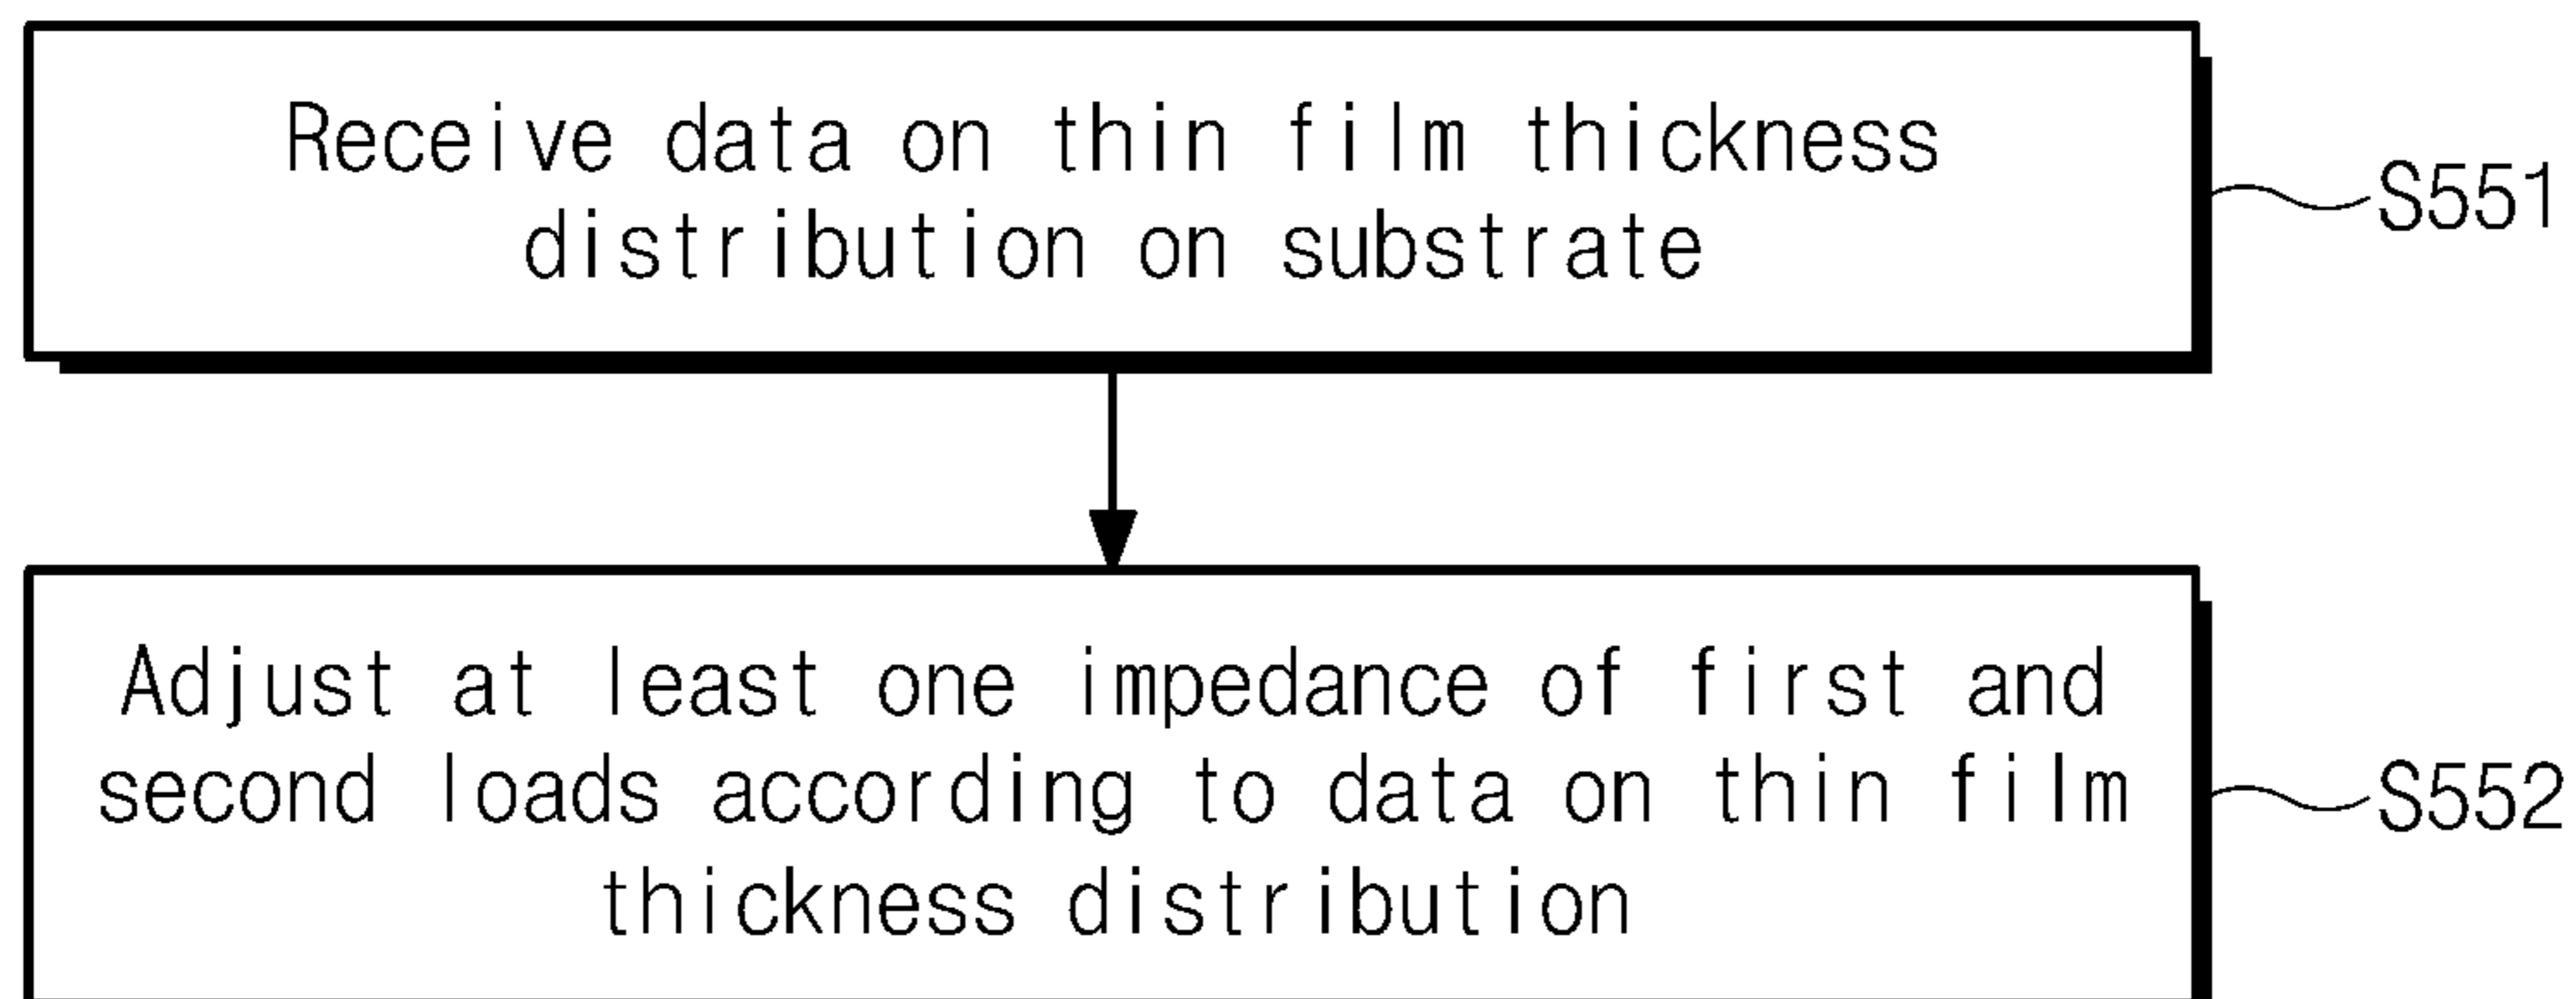 Receive data on thin film thickness
distribution on substrate
S551
Adjust at least one impedance of first and
second loads according to data on thin film
thickness distribution
S552